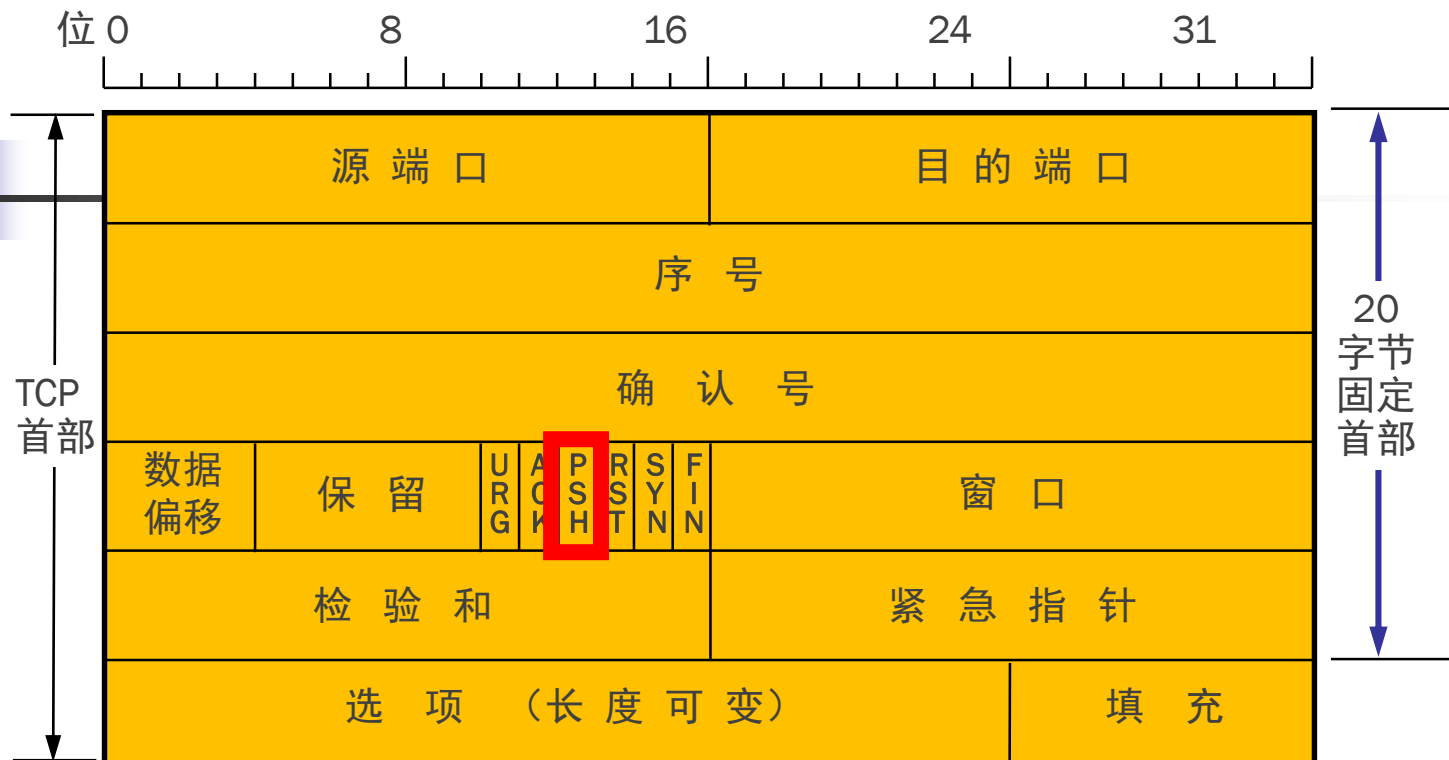 位 0 8 16 24 31
源 端 口 目 的 端 口
序 号
确 认 号
TCP
首部
20
字节
固定
首部
数据
偏移
保 留
URG
ACK
PSH
RST
SYN
FIN
窗 口
检 验 和 紧 急 指 针
选 项 （长 度 可 变） 填 充